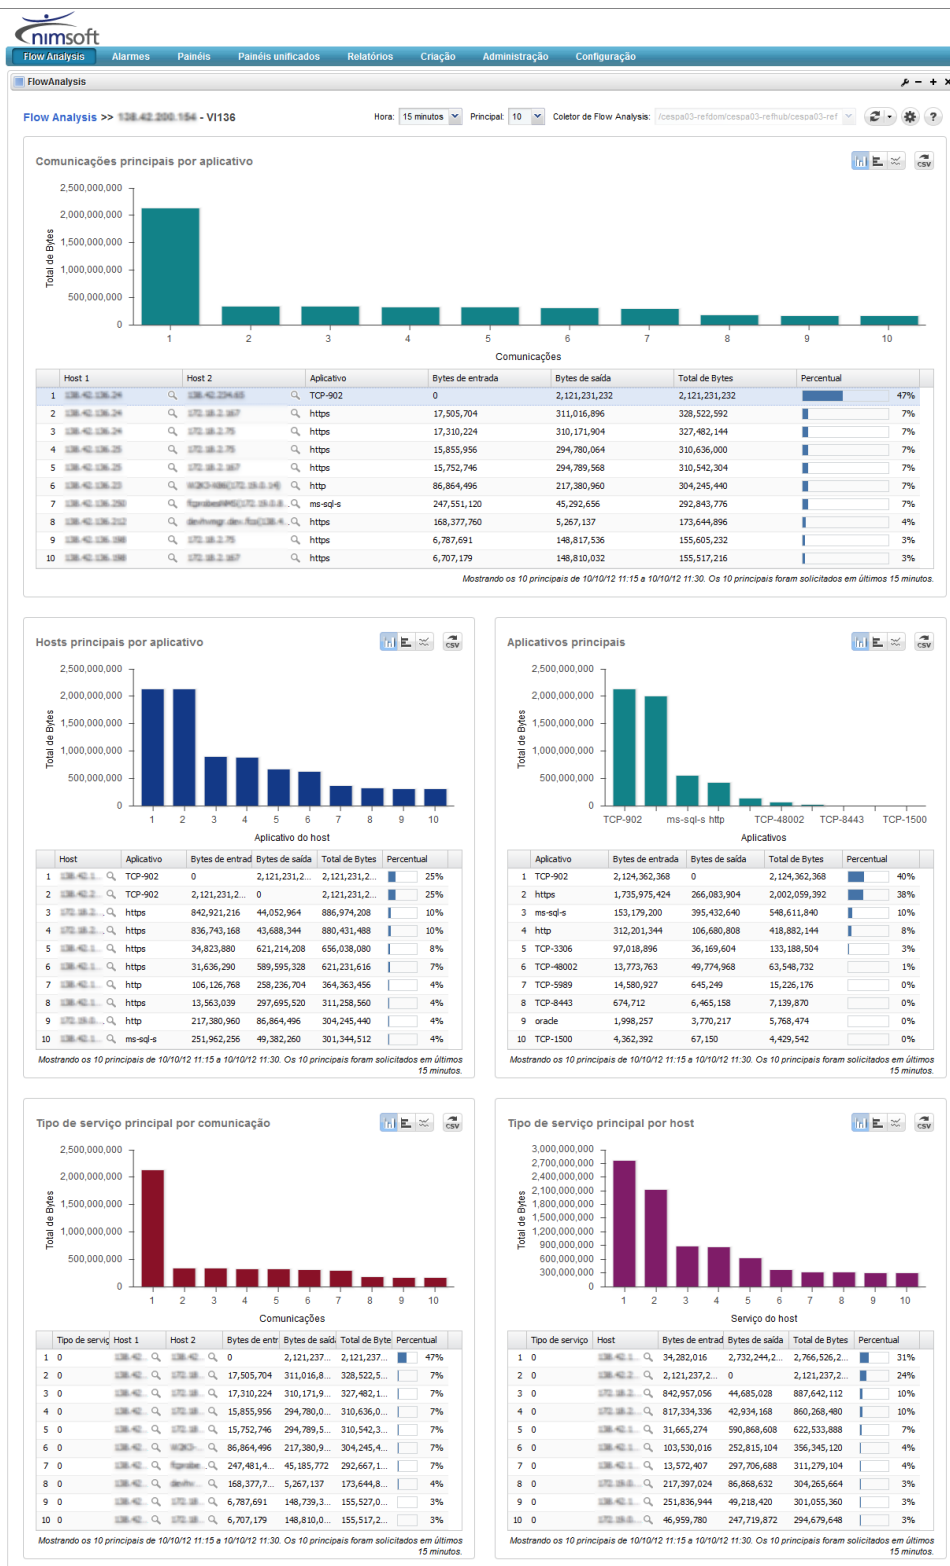 nimsoft
Flow Analysis Alarmes Painéis Painéis unificados Relatórios Criação Administração Configuração
FlowAnalysis
Flow Analysis >> - VI136 Hora: 15 minutos Principal: 10 Coletor de Flow Analysis: /cespa03-refdom/cespa03-refhub/cespa03-ref
Comunicações principais por aplicativo
CSV
2,500,000,000
2,000,000,000
1,500,000,000
1,000,000,000
500,000,000
0
Total de Bytes
1 2 3 4 5 6 7 8 9 10
Comunicações
Host 1 Host 2 Aplicativo Bytes de entrada Bytes de saída Total de Bytes Percentual
1 TCP-902 0 2,121,231,232 2,121,231,232 47%
2 https 17,505,704 311,016,896 328,522,592 7%
3 https 17,310,224 310,171,904 327,482,144 7%
4 https 15,855,956 294,780,064 310,636,000 7%
5 https 15,752,746 294,789,568 310,542,304 7%
6 http 86,864,496 217,380,960 304,245,440 7%
7 ms-sql-s 247,551,120 45,292,656 292,843,776 7%
8 https 168,377,760 5,267,137 173,644,896 4%
9 https 6,787,691 148,817,536 155,605,232 3%
10 https 6,707,179 148,810,032 155,517,216 3%
Mostrando os 10 principais de 10/10/12 11:15 a 10/10/12 11:30. Os 10 principais foram solicitados em últimos 15 minutos.
Hosts principais por aplicativo
CSV
2,500,000,000
2,000,000,000
1,500,000,000
1,000,000,000
500,000,000
0
Total de Bytes
1 2 3 4 5 6 7 8 9 10
Aplicativo do host
Host Aplicativo Bytes de entrad Bytes de saída Total de Bytes Percentual
1 TCP-902 0 2,121,231,2... 2,121,231,2... 25%
2 TCP-902 2,121,231,2... 0 2,121,231,2... 25%
3 https 842,921,216 44,052,964 886,974,208 10%
4 https 836,743,168 43,688,344 880,431,488 10%
5 https 34,823,880 621,214,208 656,038,080 8%
6 https 31,636,290 589,595,328 621,231,616 7%
7 http 106,126,768 258,236,704 364,363,456 4%
8 https 13,563,039 297,695,520 311,258,560 4%
9 http 217,380,960 86,864,496 304,245,440 4%
10 ms-sql-s 251,962,256 49,382,260 301,344,512 4%
Mostrando os 10 principais de 10/10/12 11:15 a 10/10/12 11:30. Os 10 principais foram solicitados em últimos
15 minutos.
Aplicativos principais
CSV
2,500,000,000
2,000,000,000
1,500,000,000
1,000,000,000
500,000,000
0
Total de Bytes
TCP-902 ms-sql-s http TCP-48002 TCP-8443 TCP-1500
Aplicativos
Aplicativo Bytes de entrada Bytes de saída Total de Bytes Percentual
1 TCP-902 2,124,362,368 0 2,124,362,368 40%
2 https 1,735,975,424 266,083,904 2,002,059,392 38%
3 ms-sql-s 153,179,200 395,432,640 548,611,840 10%
4 http 312,201,344 106,680,808 418,882,144 8%
5 TCP-3306 97,018,896 36,169,604 133,188,504 3%
6 TCP-48002 13,773,763 49,774,968 63,548,732 1%
7 TCP-5989 14,580,927 645,249 15,226,176 0%
8 TCP-8443 674,712 6,465,158 7,139,870 0%
9 oracle 1,998,257 3,770,217 5,768,474 0%
10 TCP-1500 4,362,392 67,150 4,429,542 0%
Mostrando os 10 principais de 10/10/12 11:15 a 10/10/12 11:30. Os 10 principais foram solicitados em últimos
15 minutos.
Tipo de serviço principal por comunicação
CSV
2,500,000,000
2,000,000,000
1,500,000,000
1,000,000,000
500,000,000
0
Total de Bytes
1 2 3 4 5 6 7 8 9 10
Comunicações
Tipo de serviç Host 1 Host 2 Bytes de entr Bytes de saíd Total de Byte Percentual
1 0 0 2,121,237... 2,121,237... 47%
2 0 17,505,704 311,016,8... 328,522,5... 7%
3 0 17,310,224 310,171,9... 327,482,1... 7%
4 0 15,855,956 294,780,0... 310,636,0... 7%
5 0 15,752,746 294,789,5... 310,542,3... 7%
6 0 86,864,496 217,380,9... 304,245,4... 7%
7 0 247,481,4... 45,185,772 292,667,1... 7%
8 0 168,377,7... 5,267,137 173,644,8... 4%
9 0 6,787,691 148,739,3... 155,527,0... 3%
10 0 6,707,179 148,810,0... 155,517,2... 3%
Mostrando os 10 principais de 10/10/12 11:15 a 10/10/12 11:30. Os 10 principais foram solicitados em últimos
15 minutos.
Tipo de serviço principal por host
CSV
3,000,000,000
2,700,000,000
2,400,000,000
2,100,000,000
1,800,000,000
1,500,000,000
1,200,000,000
900,000,000
600,000,000
300,000,000
0
Total de Bytes
1 2 3 4 5 6 7 8 9 10
Serviço do host
Tipo de serviço Host Bytes de entrad Bytes de saída Total de Bytes Percentual
1 0 34,282,016 2,732,244,2... 2,766,526,2... 31%
2 0 2,121,237,2... 0 2,121,237,2... 24%
3 0 842,957,056 44,685,028 887,642,112 10%
4 0 817,334,336 42,934,168 860,268,480 10%
5 0 31,665,274 590,868,608 622,533,888 7%
6 0 103,530,016 252,815,104 356,345,120 4%
7 0 13,572,407 297,706,688 311,279,104 4%
8 0 217,397,024 86,868,632 304,265,664 3%
9 0 251,836,944 49,218,420 301,055,360 3%
10 0 46,959,780 247,719,872 294,679,648 3%
Mostrando os 10 principais de 10/10/12 11:15 a 10/10/12 11:30. Os 10 principais foram solicitados em últimos
15 minutos.